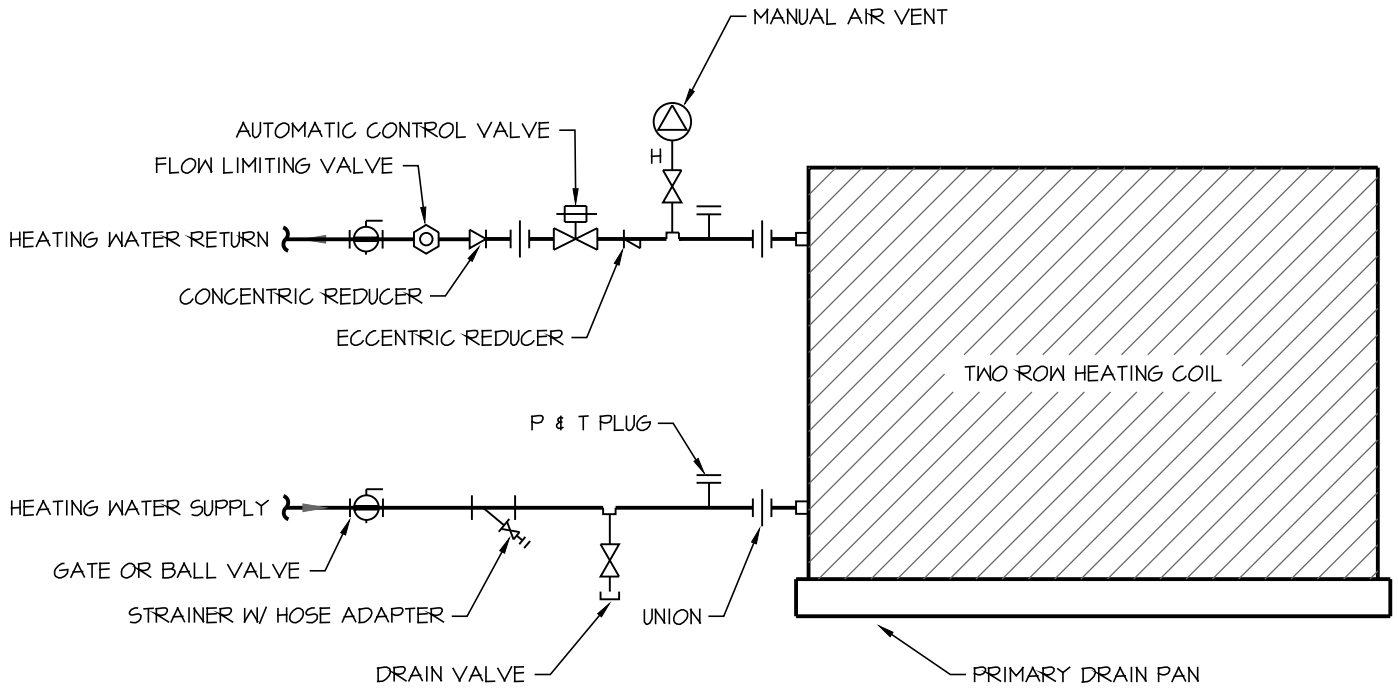 MANUAL AIR VENT
AUTOMATIC CONTROL VALVE
FLOW LIMITING VALVE
H
HEATING WATER RETURN
CONCENTRIC REDUCER
ECCENTRIC REDUCER
TWO ROW HEATING COIL
P & T PLUG
HEATING WATER SUPPLY
GATE OR BALL VALVE
STRAINER W/ HOSE ADAPTER
UNION
DRAIN VALVE
PRIMARY DRAIN PAN